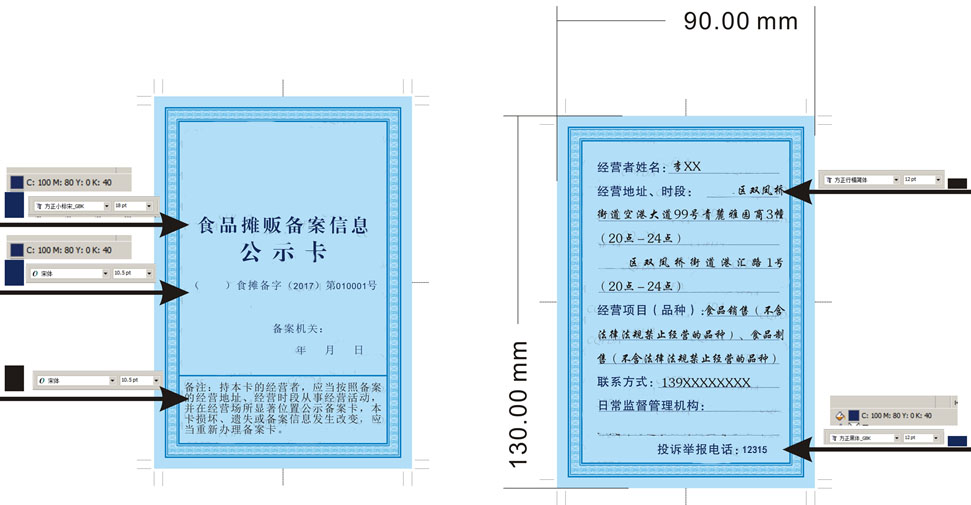 90.00 mm
C: 100 M: 80 Y: 0 K: 40
方正小标宋_GBK
18 pt
C: 100 M: 80 Y: 0 K: 40
O 宋体
10.5 pt
O 宋体
10.5 pt
食品摊贩备案信息
公示卡
（ ）食摊备字（2017）第010001号
备案机关：
年 月 日
备注：持本卡的经营者，应当按照备案
的经营地址、经营时段从事经营活动，
并在经营场所显著位置公示备案卡，本
卡损坏、遗失或备案信息发生改变，应
当重新办理备案卡。
130.00 mm
经营者姓名：李XX
经营地址、时段： 区双凤桥
街道空港大道99号青麓雅园商3幢
（20点－24点）
区双凤桥街道港汇路1号
（20点－24点）
经营项目（品种）：食品销售（不含
法律法规禁止经营的品种）、食品制
售（不含法律法规禁止经营的品种）
联系方式：139XXXXXXXX
日常监督管理机构：
投诉举报电话：12315
方正行楷简体
12 pt
C: 100 M: 80 Y: 0 K: 40
方正黑体_GBK
12 pt